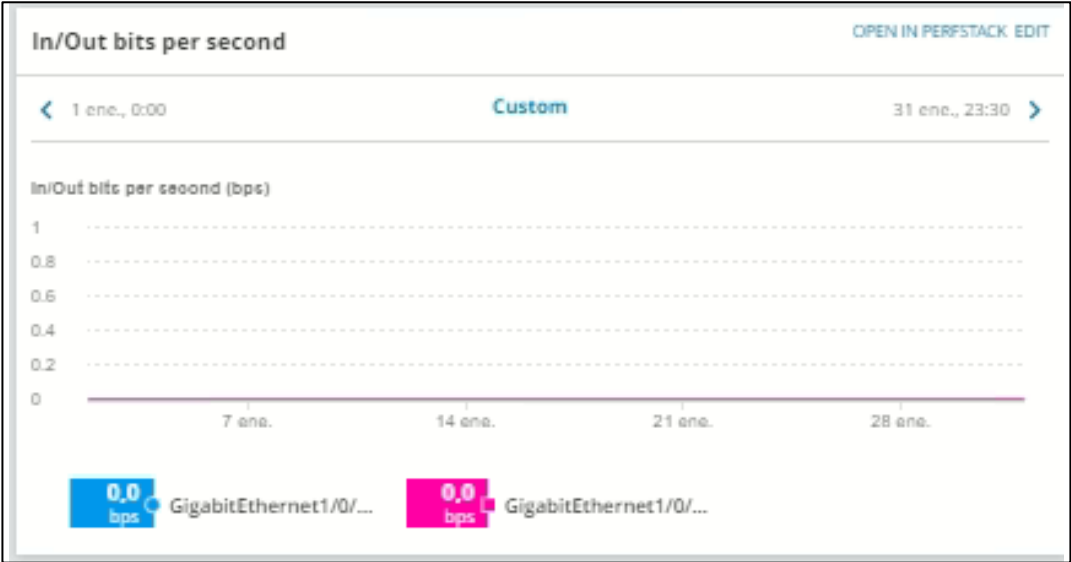 In/Out bits per second
OPEN IN PERFSTACK EDIT
1 ene., 0:00
Custom
31 ene., 23:30
In/Out bits per second (bps)
1
0.8
0.6
0.4
0.2
0
7 ene.
14 ene.
21 ene.
28 ene.
0,0 bps GigabitEthernet1/0/...
0,0 bps GigabitEthernet1/0/...